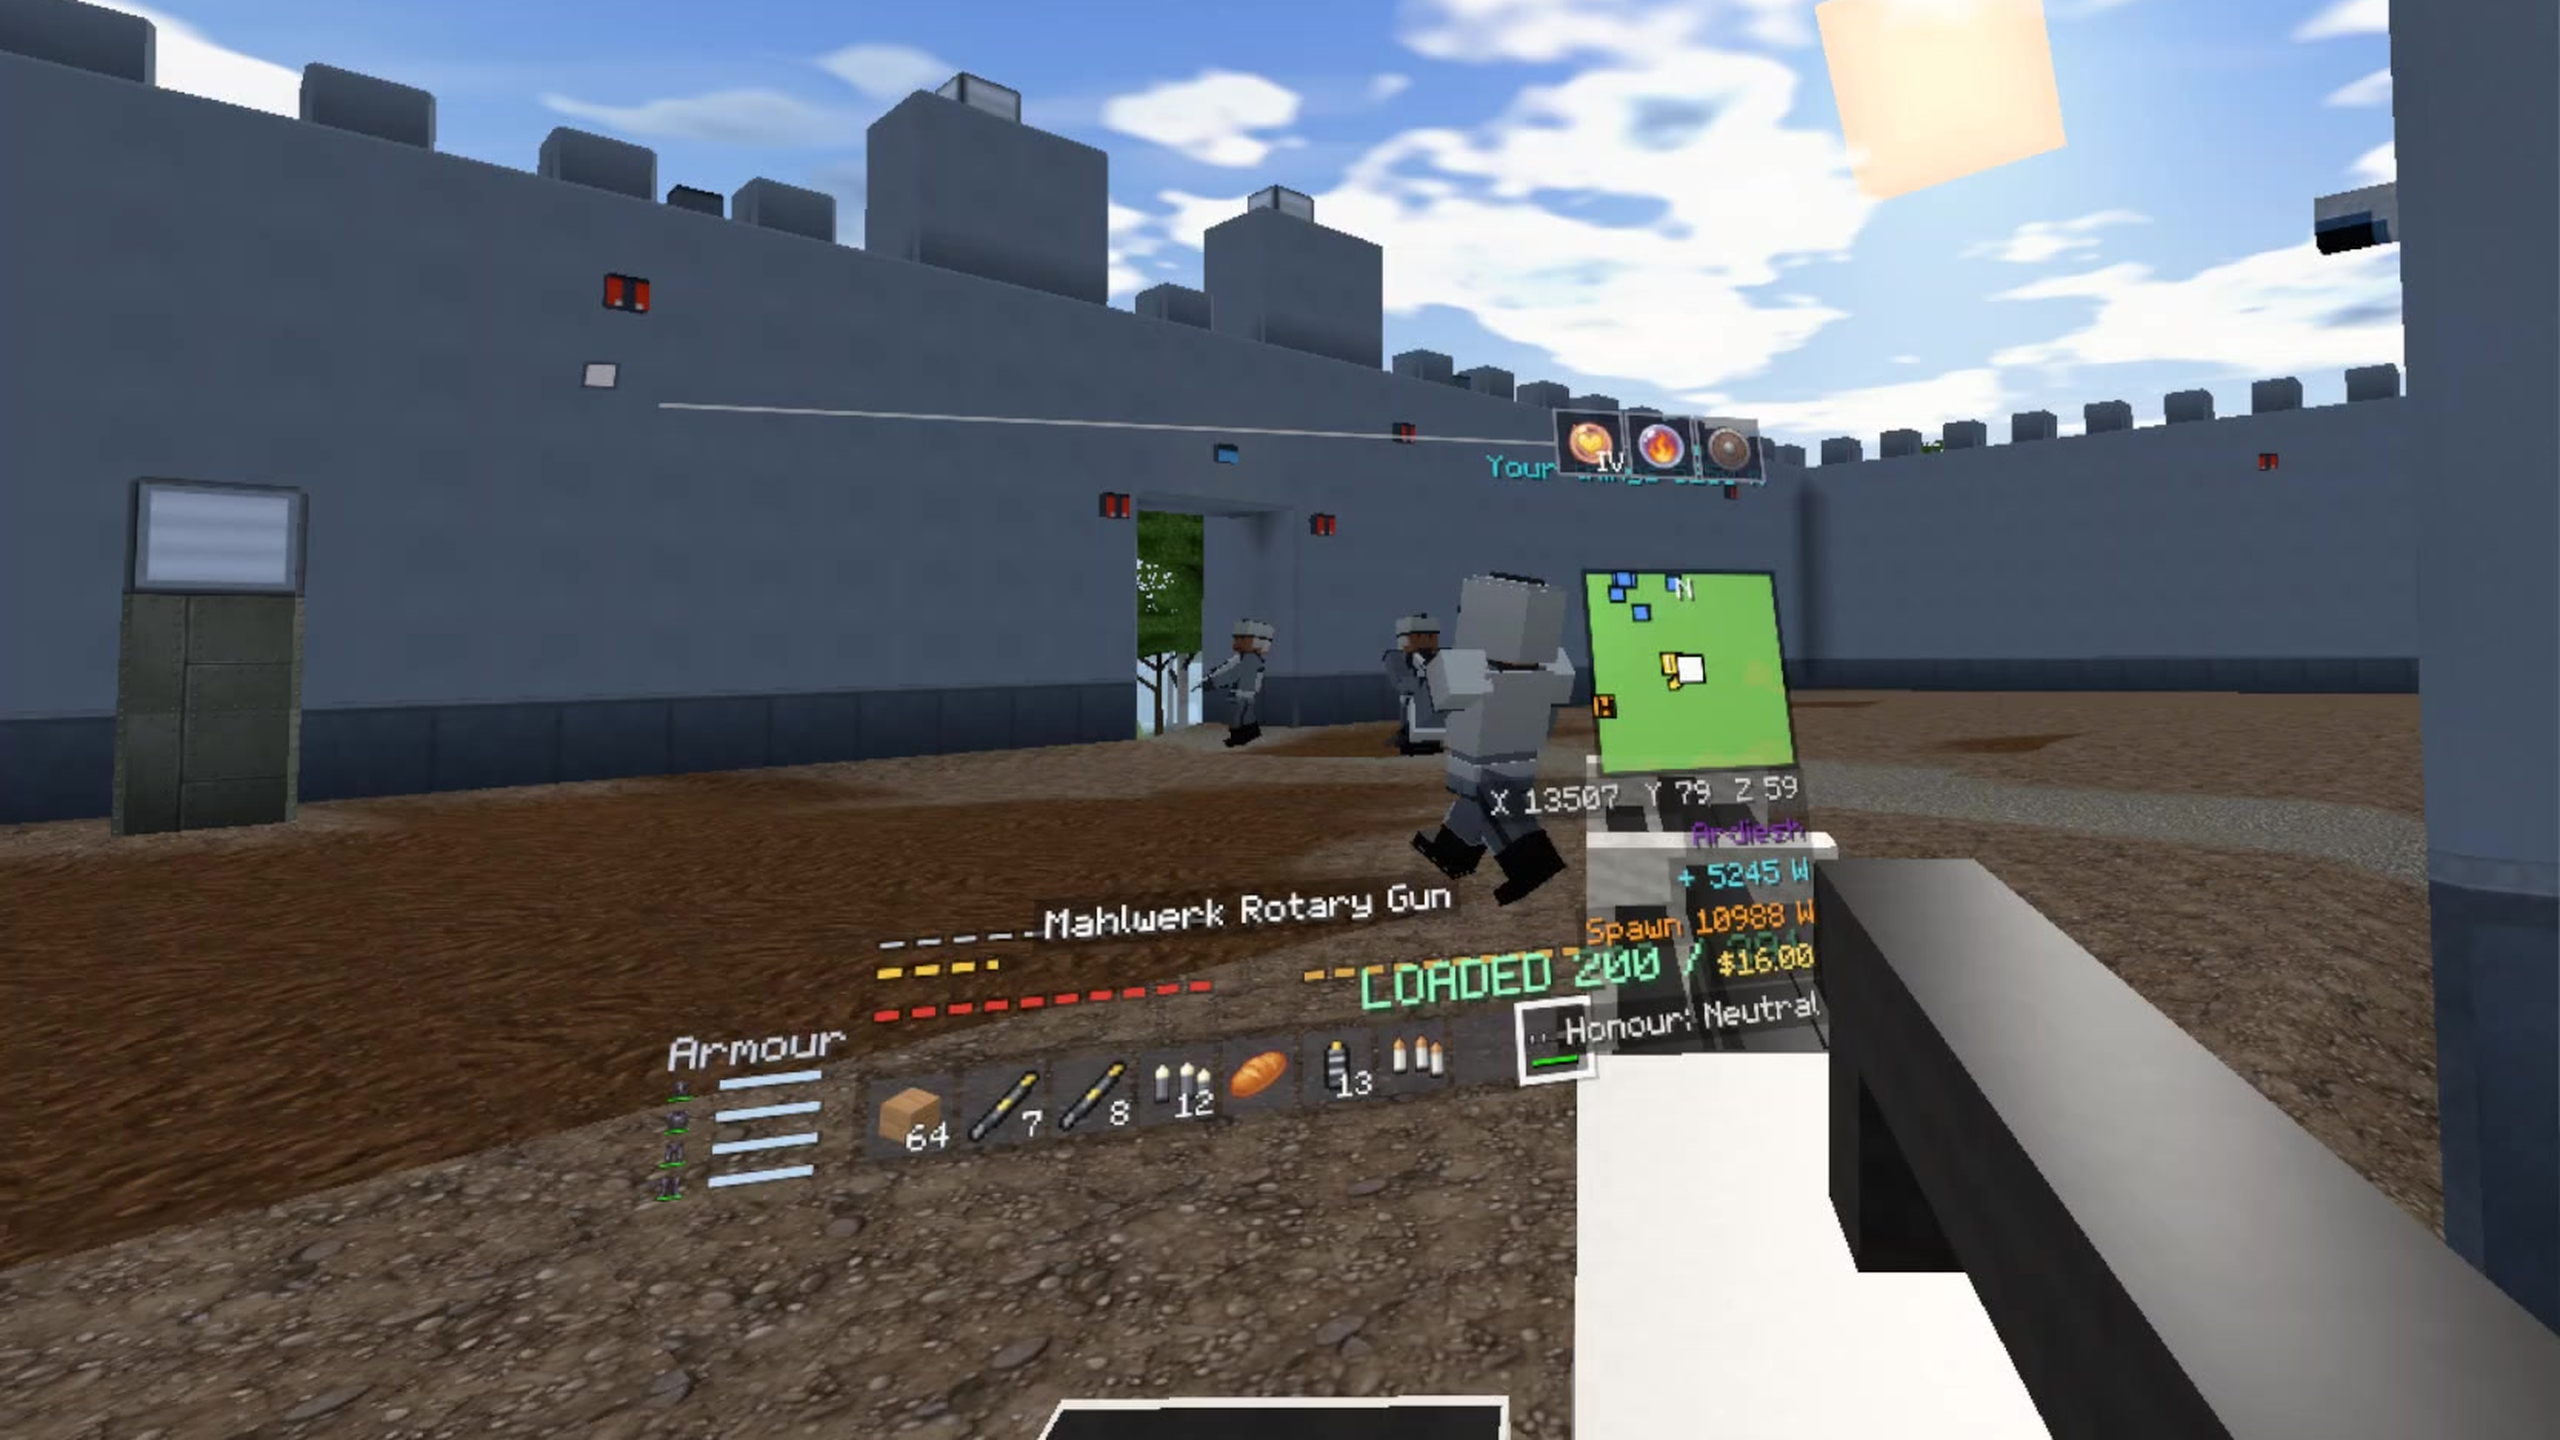 IV
Your
N
X 13507 Y 79 Z 59
Ardiesh
+ 5245 W
Mahlwerk Rotary Gun
Spawn 10988 W
LOADED 200 /
$16.00
Honour: Neutral
Armour
64
7
8
12
13